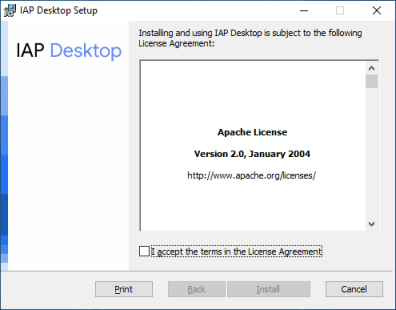 IAP Desktop Setup
IAP Desktop
Installing and using IAP Desktop is subject to the following
License Agreement:
Apache License
Version 2.0, January 2004
http://www.apache.org/licenses/
I accept the terms in the License Agreement
Print
Back
Install
Cancel